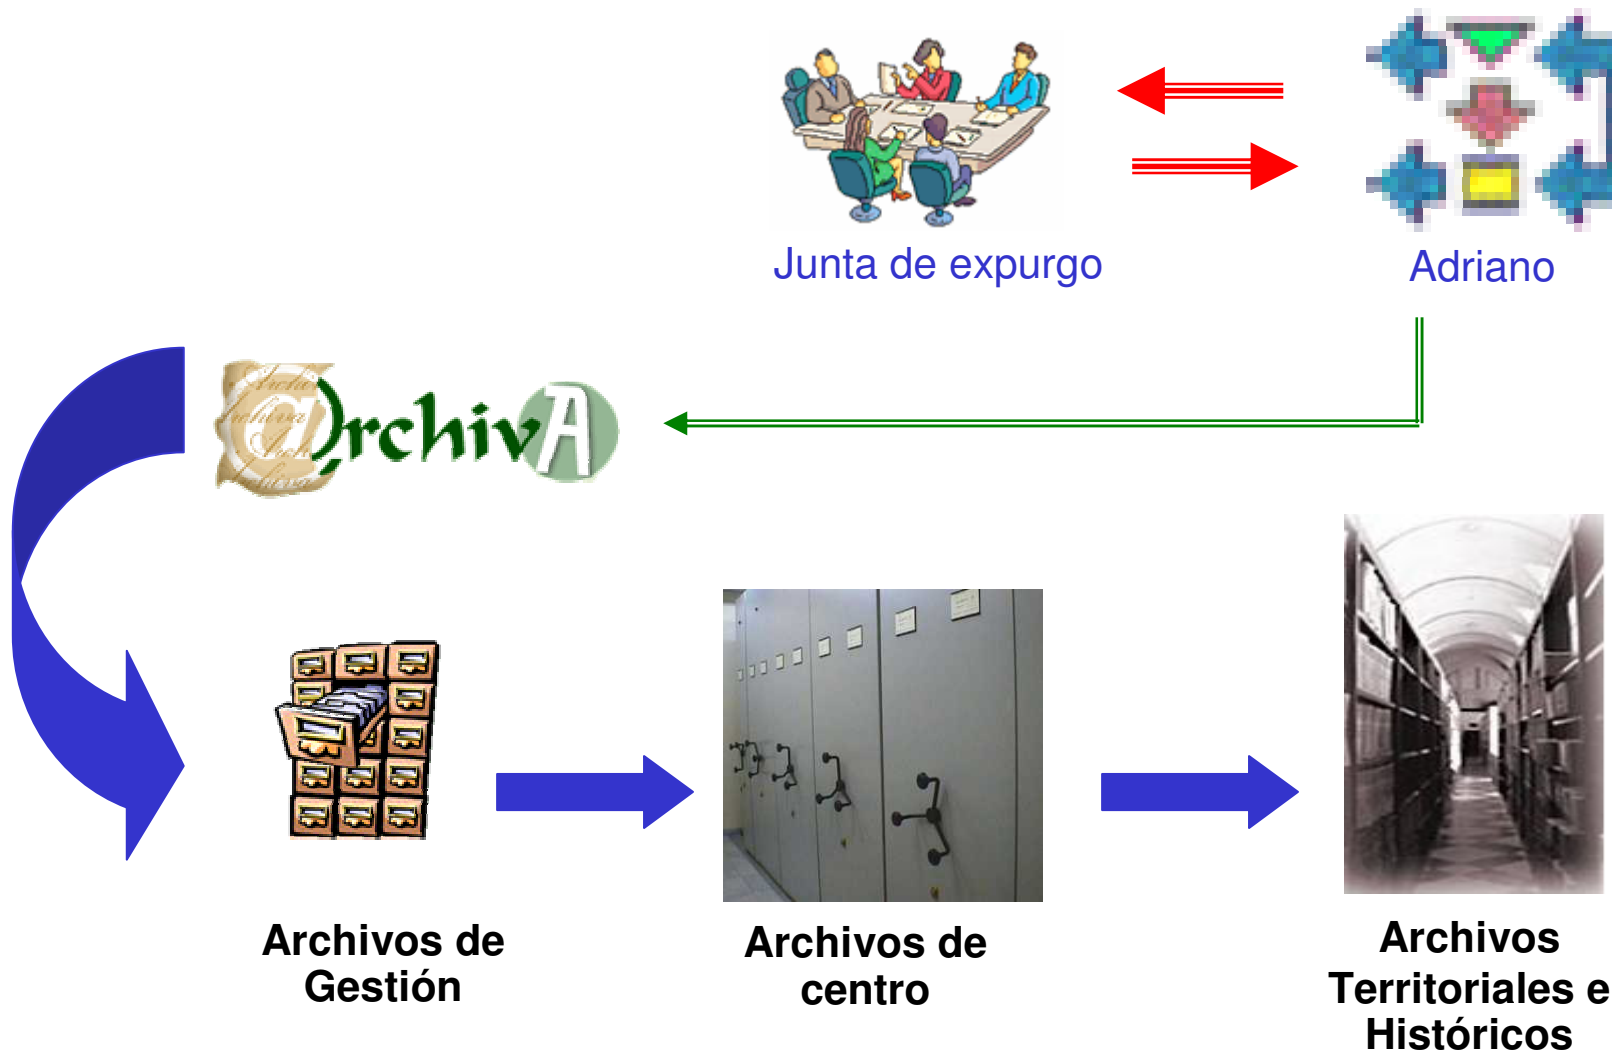 Junta de expurgo
Adriano
@rchivA
Archivos de
Gestión
Archivos de
centro
Archivos
Territoriales e
Históricos